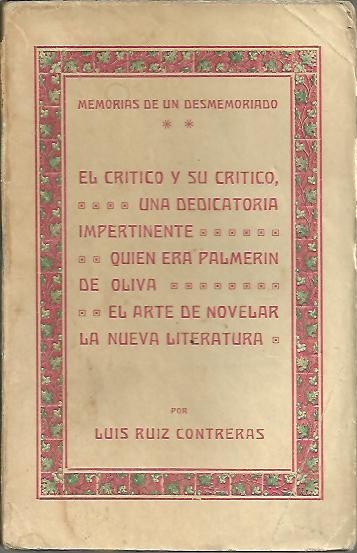 MEMORIAS DE UN DESMEMORIADO
* *
EL CRITICO Y SU CRITICO,
UNA DEDICATORIA
IMPERTINENTE
QUIEN ERA PALMERIN
DE OLIVA
EL ARTE DE NOVELAR
LA NUEVA LITERATURA
POR
LUIS RUIZ CONTRERAS